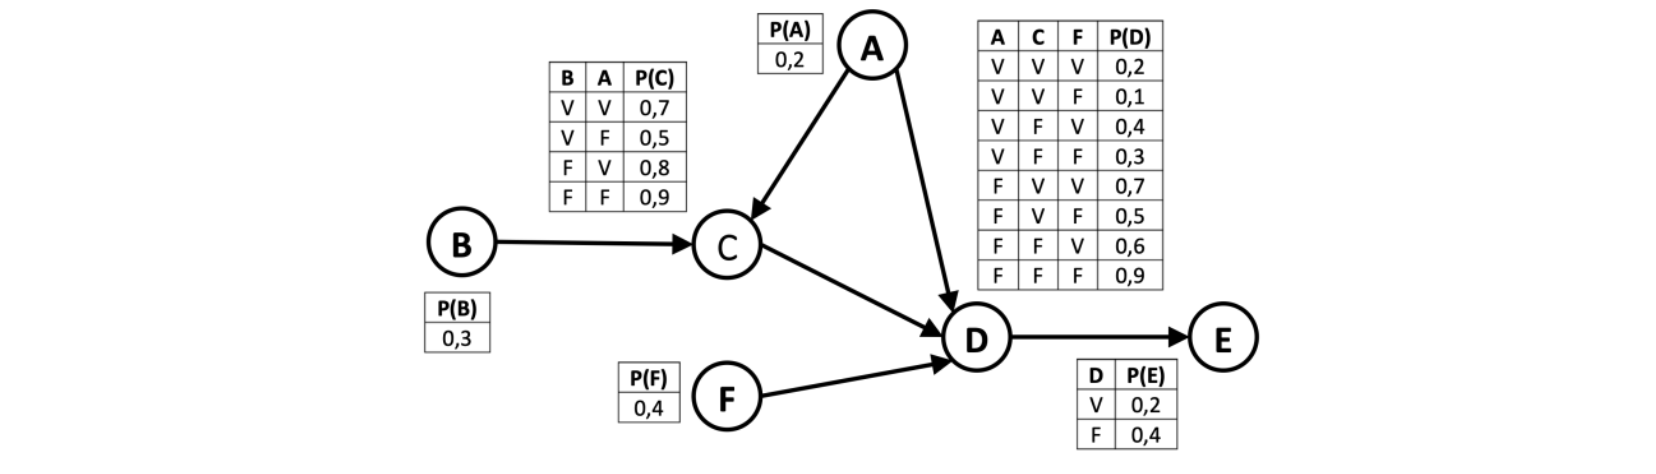 P(A)
0,2
A
A C F P(D)
V V V 0,2
V V F 0,1
V F V 0,4
V F F 0,3
F V V 0,7
F V F 0,5
F F V 0,6
F F F 0,9
B A P(C)
V V 0,7
V F 0,5
F V 0,8
F F 0,9
B
C
P(B)
0,3
D
E
P(F)
0,4
F
D P(E)
V 0,2
F 0,4